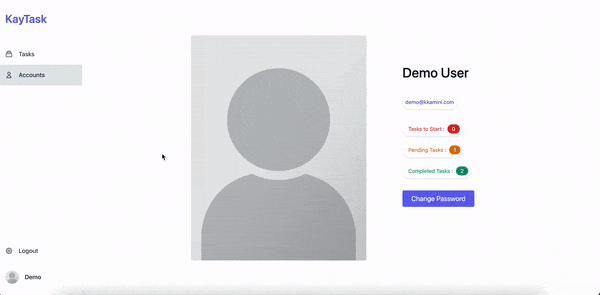 KayTask
Tasks
Accounts
Logout
Demo
Demo User
demo@kkamini.com
Tasks to Start : 0
Pending Tasks : 1
Completed Tasks : 2
Change Password